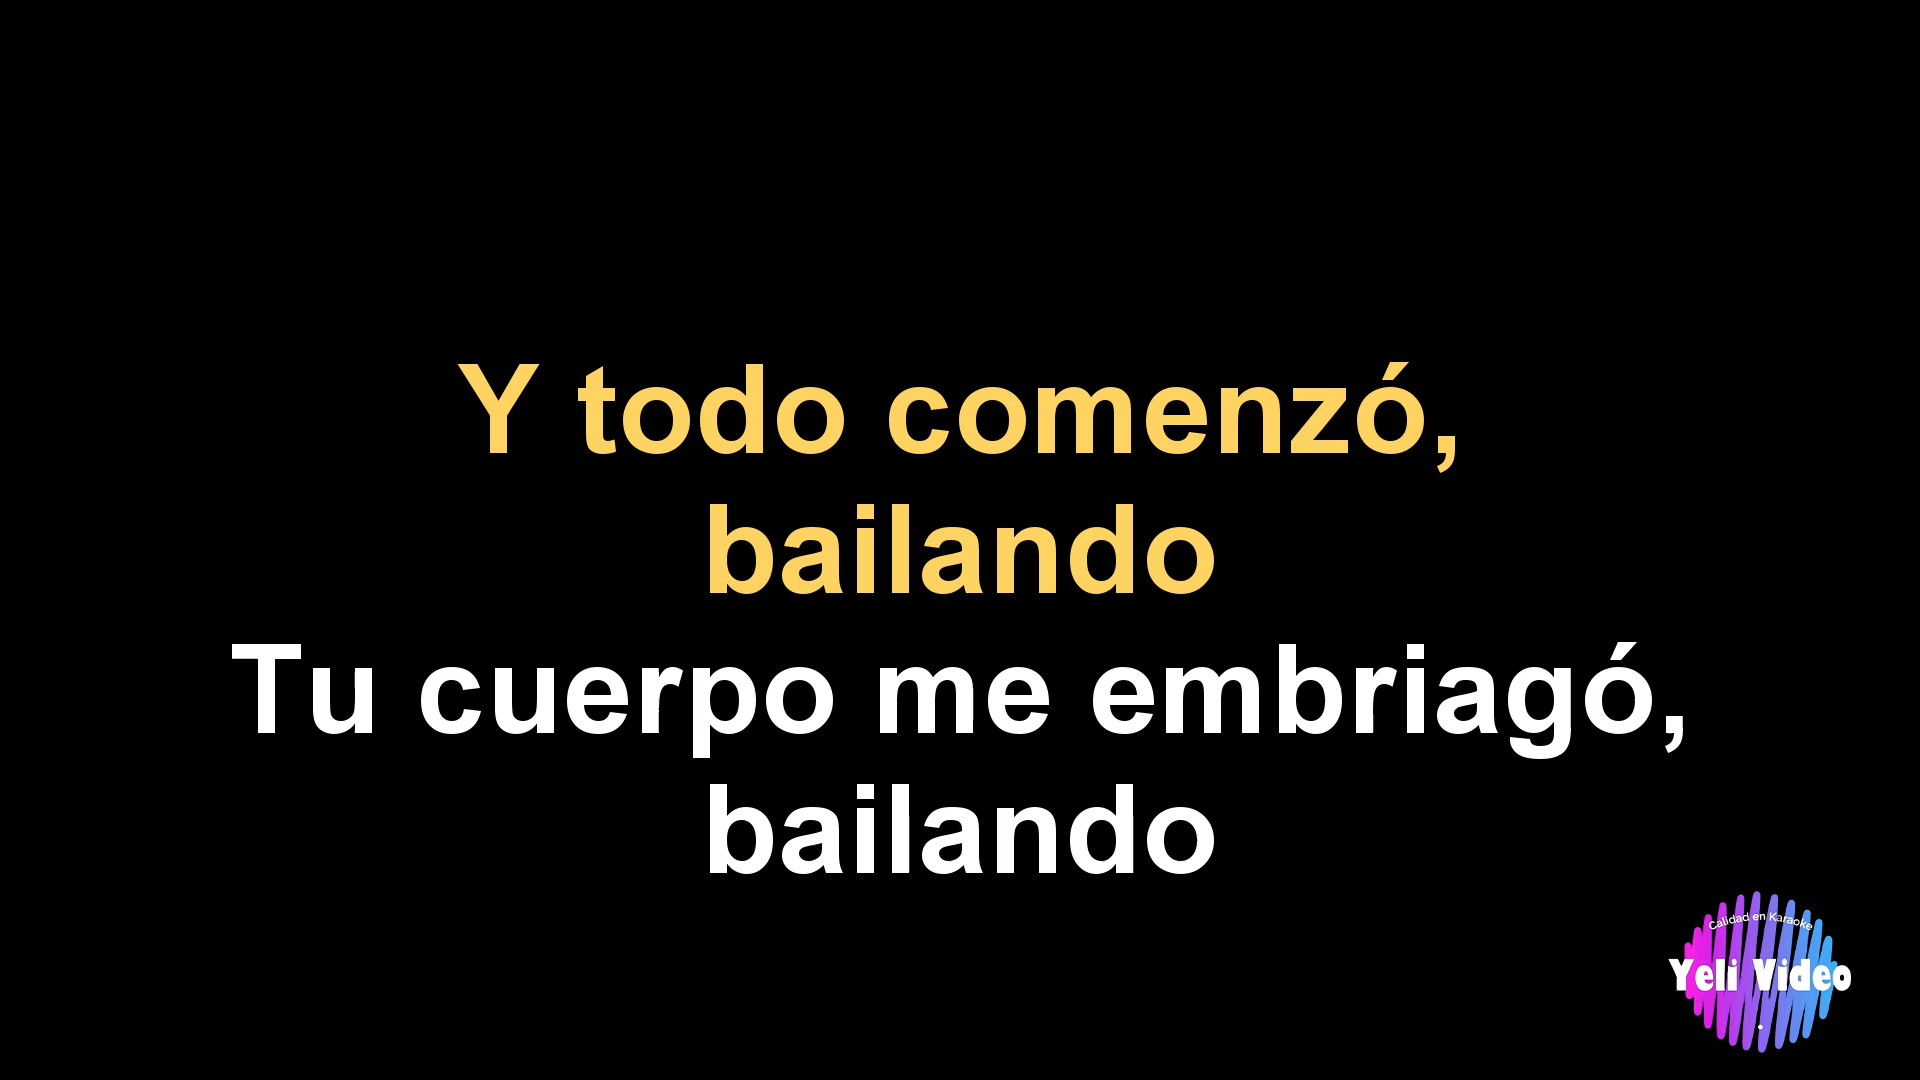 Y todo comenzó,
bailando
Tu cuerpo me embriagó,
bailando
Calidad en Karaoke
Yeli Video